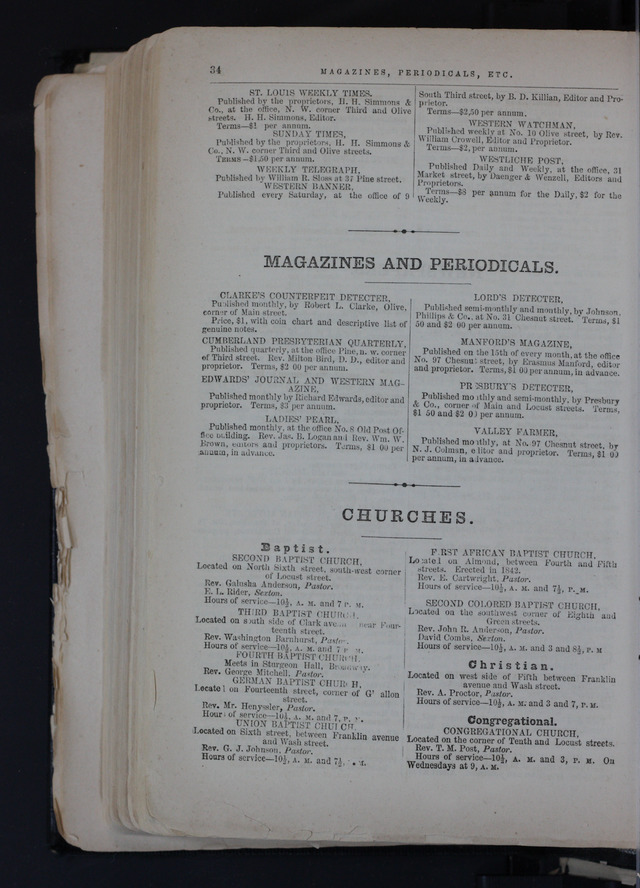 34
MAGAZINES, PERIODICALS, ETC.
ST. LOUIS WEEKLY TIMES.
Published by the proprietors, H. H. Simmons &
Co., at the office, N. W. corner Third and Olive
streets. H. H. Simmons, Editor.
Terms—$1 per annum.
SUNDAY TIMES,
Published by the proprietors, H. H. Simmons &
Co., N. W. corner Third and Olive streets.
TERMS—$1,50 per annum.
WEEKLY TELEGRAPH,
Published by William R. Sloss at 37 Pine street.
WESTERN BANNER,
Published every Saturday, at the office of 9
South Third street, by B. D. Killian, Editor and Pro-
prietor.
Terms—$2,50 per annum.
WESTERN WATCHMAN,
Published weekly at No. 10 Olive street, by Rev.
William Crowell, Editor and Proprietor.
Terms—$2, per annum.
WESTLICHE POST,
Published Daily and Weekly, at the office, 31
Market street, by Daenger & Wenzell, Editors and
Proprietors.
Terms—$8 per annum for the Daily, $2 for the
Weekly.
MAGAZINES AND PERIODICALS.
CLARKE'S COUNTERFEIT DETECTER,
Published monthly, by Robert L. Clarke, Olive,
corner of Main street.
Price, $1, with coin chart and descriptive list of
genuine notes.
CUMBERLAND PRESBYTERIAN QUARTERLY,
Published quarterly, at the office Pine, n. w. corner
of Third street. Rev. Milton Bird, D. D., editor and
proprietor. Terms, $2 00 per annum.
EDWARDS' JOURNAL AND WESTERN MAG-
AZINE,
Published monthly by Richard Edwards, editor and
proprietor. Terms, $3 per annum.
LADIES' PEARL,
Published monthly, at the office No. 8 Old Post Of-
fice building. Rev. Jas. B. Logan and Rev. Wm. W.
Brown, editors and proprietors. Terms, $1 00 per
annum, in advance.
LORD'S DETECTER,
Published semi-monthly and monthly, by Johnson,
Phillips & Co., at No. 31 Chesnut street. Terms, $1
50 and $2 00 per annum.
MANFORD'S MAGAZINE,
Published on the 15th of every month, at the office
No. 97 Chesnut street, by Erasmus Manford, editor
and proprietor. Terms, $1 00 per annum, in advance.
PRESBURY'S DETECTER,
Published monthly and semi-monthly, by Presbury
& Co., corner of Main and Locust streets. Terms,
$1 50 and $2 00 per annum.
VALLEY FARMER,
Published monthly, at No. 97 Chesnut street, by
N. J. Colman, editor and proprietor. Terms, $1 00
per annum, in advance.
CHURCHES.
Baptist.
SECOND BAPTIST CHURCH,
Located on North Sixth street, south-west corner
of Locust street.
Rev. Galusha Anderson, Pastor.
E. L. Rider, Sexton.
Hours of service—10½, A. M. and 7 P. M.
THIRD BAPTIST CHURCH.
Located on south side of Clark avenue near Four-
teenth street.
Rev. Washington Barnhurst, Pastor.
Hours of service—10½, A. M. and 7 P M.
FOURTH BAPTIST CHURCH,
Meets in Sturgeon Hall, Broadway.
Rev. George Mitchell, Pastor.
GERMAN BAPTIST CHURCH,
Located on Fourteenth street, corner of
street.
Rev. Mr. Henyssler, Pastor.
Hours of service—10½, A. M. and 7, P.
UNION BAPTIST CHURCH.
Located on Sixth street, between Franklin avenue
and Wash street.
Rev. G. J. Johnson, Pastor.
Hours of service—10½, A. M. and 7½, M.
FIRST AFRICAN BAPTIST CHURCH,
Located on Almond, between Fourth and Fifth
streets. Erected in 1842.
Rev. E. Cartwright, Pastor.
Hours of service—10½, A. M. and 7½, P. M.
SECOND COLORED BAPTIST CHURCH,
Located on the southwest corner of Eighth and
Green streets.
Rev. John R. Anderson, Pastor.
David Combs, Sexton.
Hours of service—10½, A. M. and 3 and 8½, P. M
Christian.
Located on west side of Fifth between Franklin
avenue and Wash street.
Rev. A. Proctor, Pastor.
Hours of service—10½, A. M. and 3 and 7, P. M.
Congregational.
CONGREGATIONAL CHURCH,
Located on the corner of Tenth and Locust streets.
Rev. T. M. Post, Pastor.
Hours of service—10½, A. M. and 3, P. M. On
Wednesdays at 9, A. M.